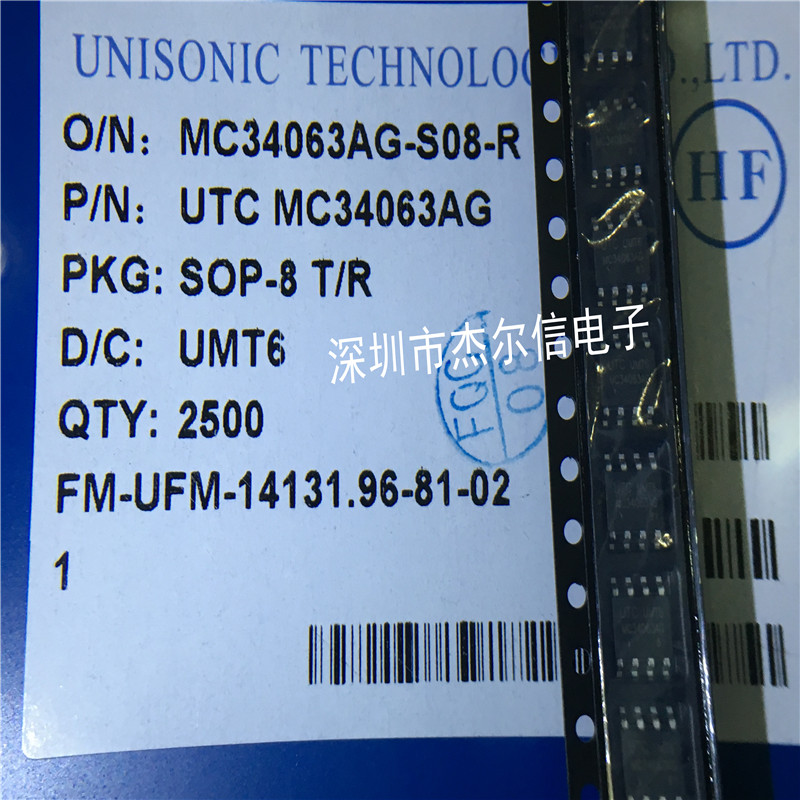 UNISONIC TECHNOLO ,LTD.
O/N: MC34063AG-S08-R
HF
P/N: UTC MC34063AG
PKG: SOP-8 T/R
D/C: UMT6
深圳市杰尔信电子
QTY: 2500
FM-UFM-14131.96-81-02
1